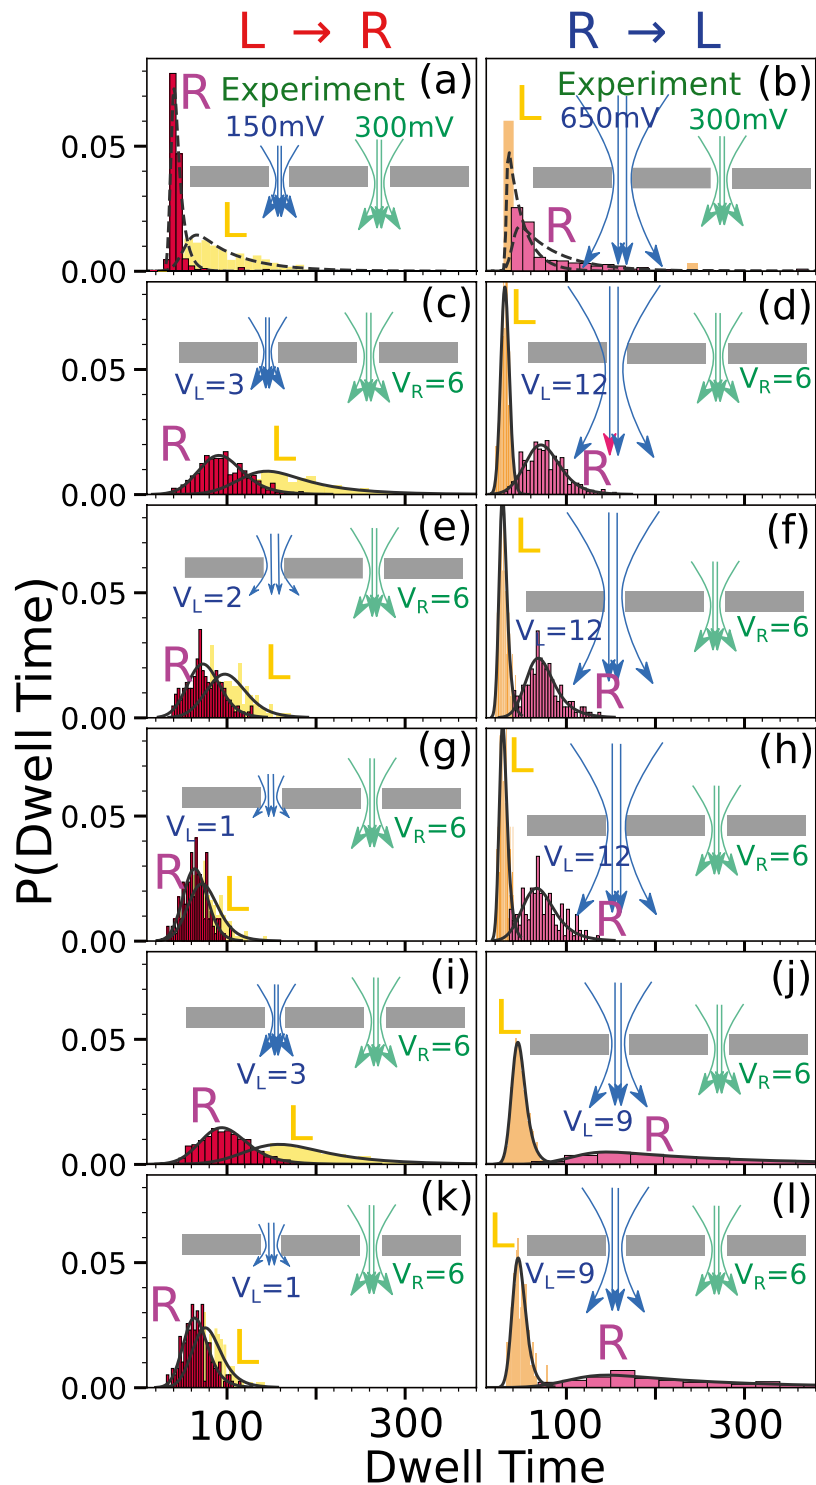 L → R
R → L
(a)
R
Experiment
150mV
300mV
L
0.05
0.00
(b)
L
Experiment
650mV
300mV
R
(c)
V_L=3
V_R=6
R
L
0.05
0.00
(d)
L
V_L=12
V_R=6
R
(e)
V_L=2
V_R=6
R
L
0.05
0.00
(f)
L
V_L=12
V_R=6
R
P(Dwell Time)
(g)
V_L=1
V_R=6
R
L
0.05
0.00
(h)
L
V_L=12
V_R=6
R
(i)
V_L=3
V_R=6
R
L
0.05
0.00
(j)
L
V_L=9
V_R=6
R
(k)
V_L=1
V_R=6
R
L
0.05
0.00
(l)
L
V_L=9
V_R=6
R
100
300
100
300
Dwell Time